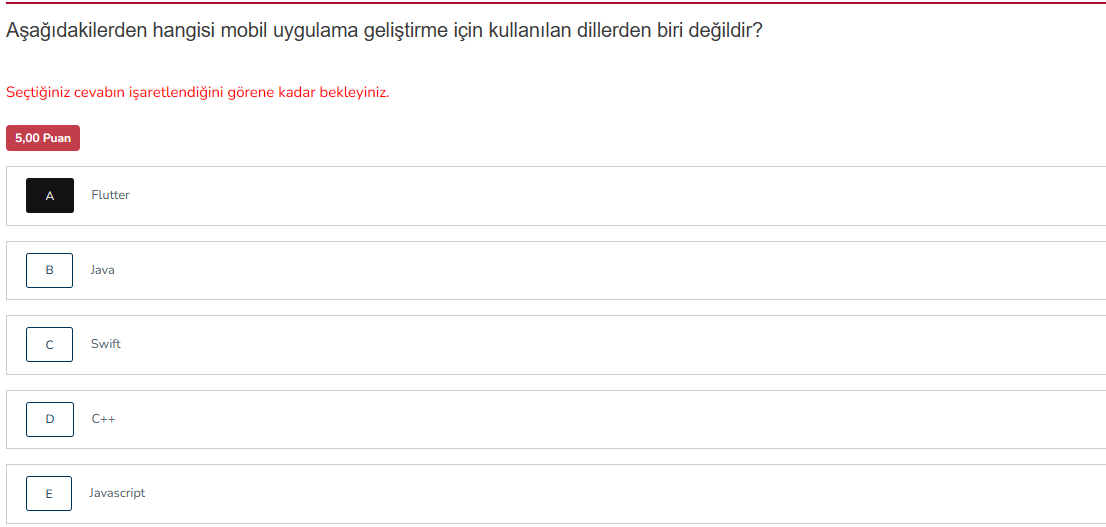 Aşağıdakilerden hangisi mobil uygulama geliştirme için kullanılan dillerden biri değildir?
Seçtiğiniz cevabın işaretlendiğini görene kadar bekleyiniz.
5,00 Puan
A Flutter
B Java
C Swift
D C++
E Javascript